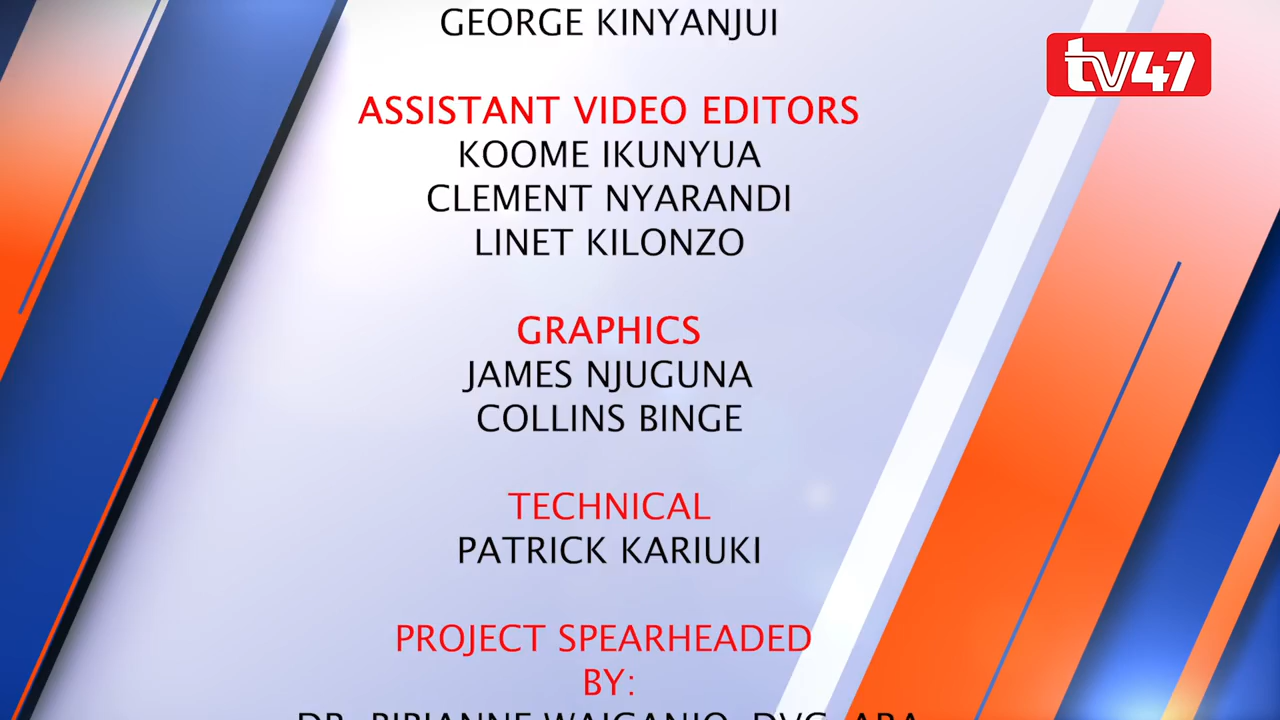 GEORGE KINYANJUI
tv47
ASSISTANT VIDEO EDITORS
KOOME IKUNYUA
CLEMENT NYARANDI
LINET KILONZO
GRAPHICS
JAMES NJUGUNA
COLLINS BINGE
TECHNICAL
PATRICK KARIUKI
PROJECT SPEARHEADED
BY: